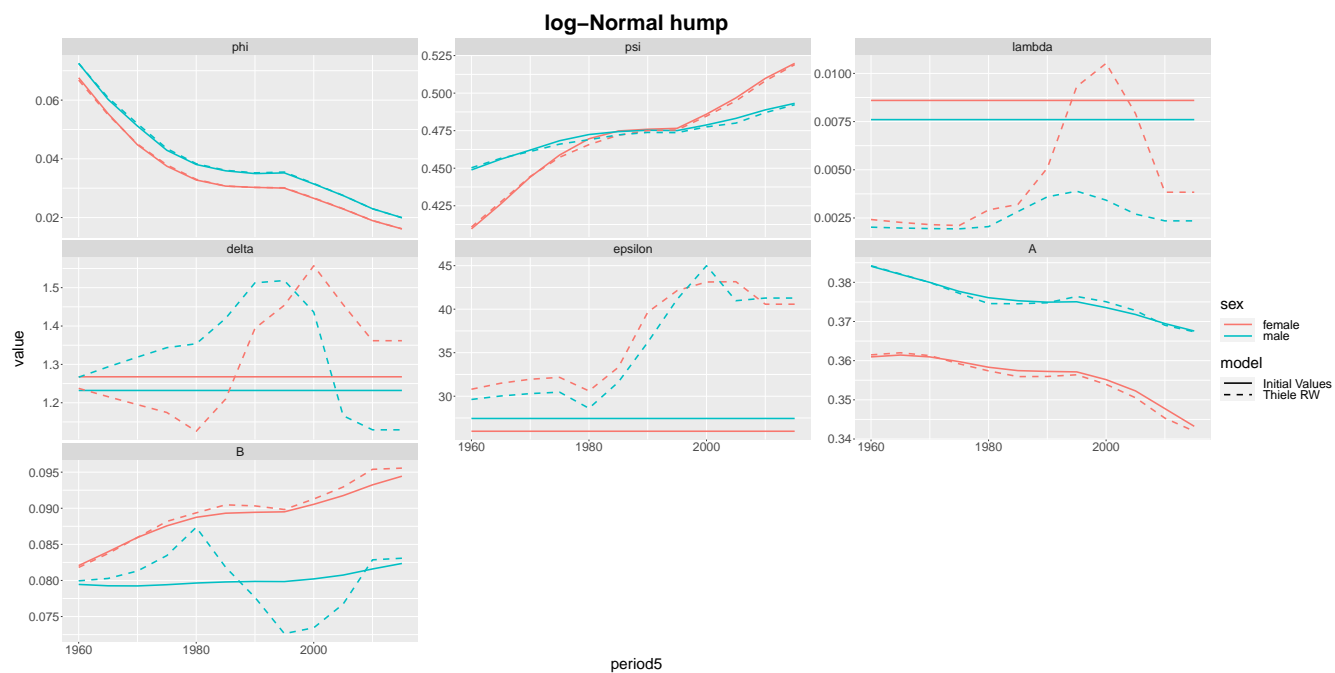 log−Normal hump
phi
psi
lambda
0.06
0.04
0.02
0.525
0.500
0.475
0.450
0.425
0.0100
0.0075
0.0050
0.0025
delta
epsilon
A
1.5
1.4
1.3
1.2
45
40
35
30
0.38
0.37
0.36
0.35
0.34
1960
1980
2000
1960
1980
2000
B
0.095
0.090
0.085
0.080
0.075
1960
1980
2000
value
period5
sex
female
male
model
Initial Values
Thiele RW